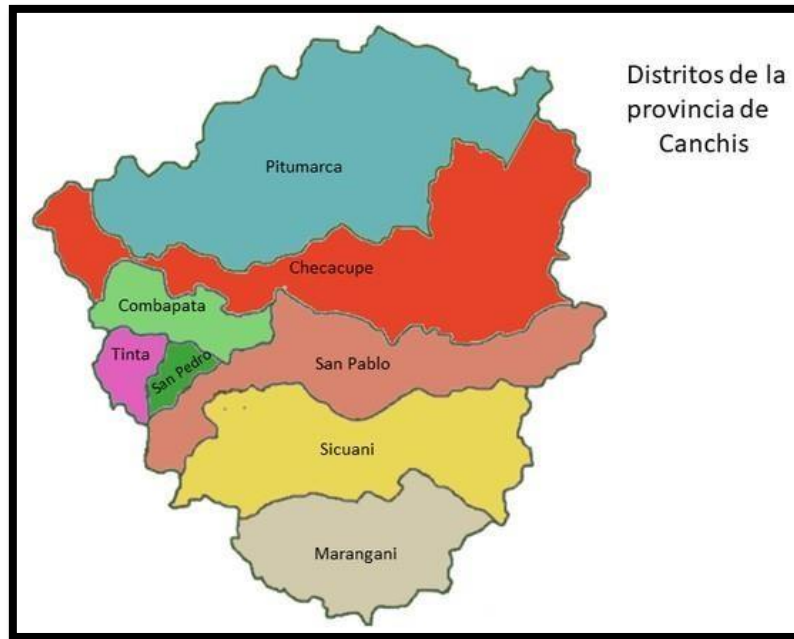 Distritos de la
provincia de
Canchis
Pitumarca
Checacupe
Combapata
Tinta
San Pedro
San Pablo
Sicuani
Marangani